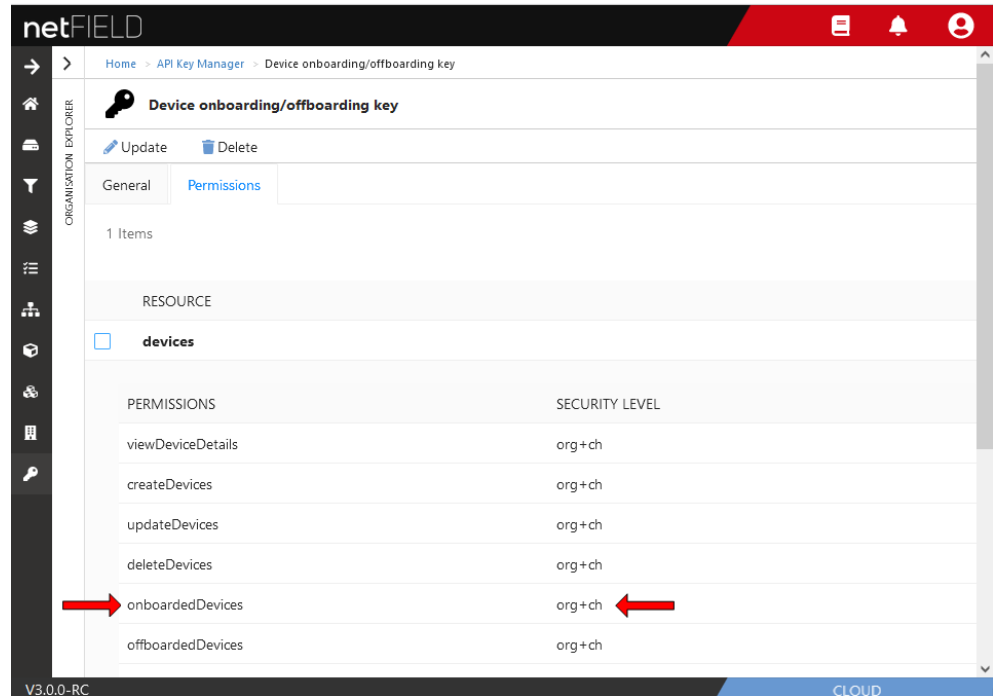 netFIELD
Home > API Key Manager > Device onboarding/offboarding key
ORGANISATION EXPLORER
Device onboarding/offboarding key
Update Delete
General Permissions
1 Items
RESOURCE
devices
PERMISSIONS SECURITY LEVEL
viewDeviceDetails org+ch
createDevices org+ch
updateDevices org+ch
deleteDevices org+ch
onboardedDevices org+ch
offboardedDevices org+ch
V3.0.0-RC CLOUD